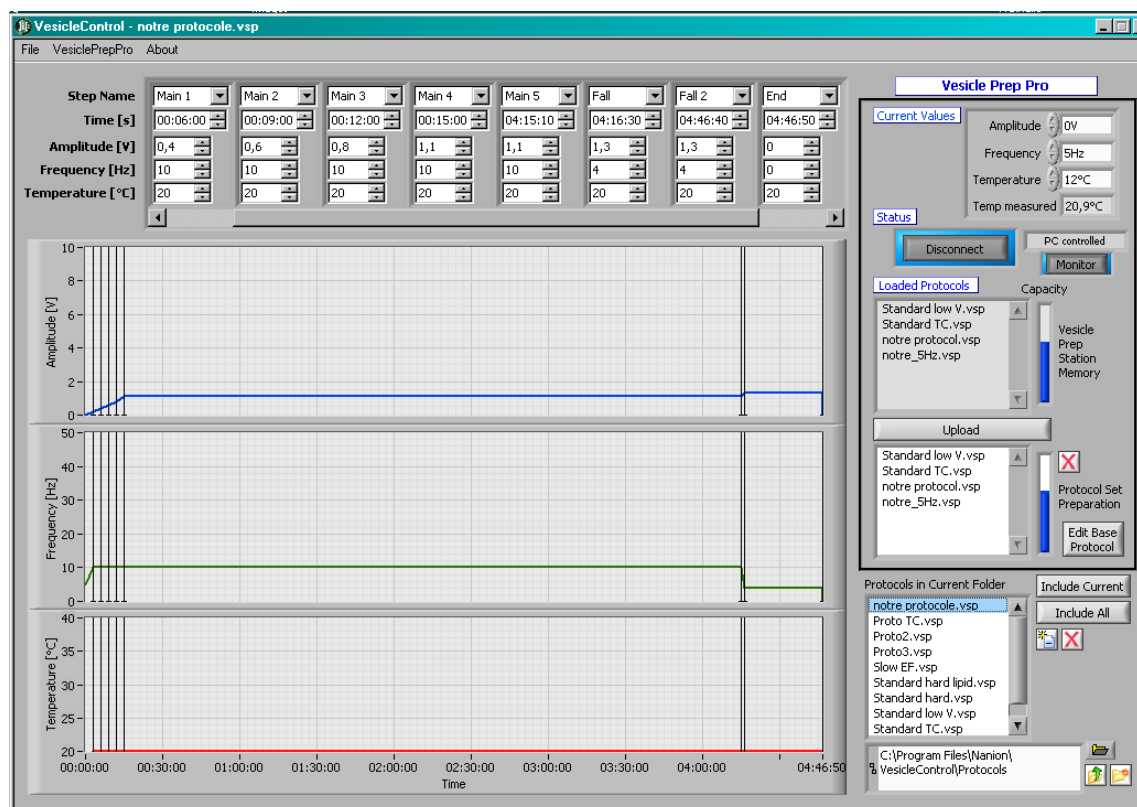 VesicleControl - notre protocole.vsp
File VesiclePrepPro About
Step Name Main 1 Main 2 Main 3 Main 4 Main 5 Fall Fall 2 End
Time [s] 00:06:00 00:09:00 00:12:00 00:15:00 04:15:10 04:16:30 04:46:40 04:46:50
Amplitude [V] 0,4 0,6 0,8 1,1 1,1 1,3 1,3 0
Frequency [Hz] 10 10 10 10 10 4 4 0
Temperature [°C] 20 20 20 20 20 20 20 20
Amplitude [V]
10
8
6
4
2
0
Frequency [Hz]
50
40
30
20
10
0
Temperature [°C]
40
35
30
25
20
00:00:00 00:30:00 01:00:00 01:30:00 02:00:00 02:30:00 03:00:00 03:30:00 04:00:00 04:46:50
Time
Vesicle Prep Pro
Current Values
Amplitude 0V
Frequency 5Hz
Temperature 12°C
Temp measured 20,9°C
Status
Disconnect
PC controlled
Monitor
Loaded Protocols
Capacity
Standard low V.vsp
Standard TC.vsp
notre protocol.vsp
notre_5Hz.vsp
Vesicle
Prep
Station
Memory
Upload
Standard low V.vsp
Standard TC.vsp
notre protocol.vsp
notre_5Hz.vsp
Protocol Set
Preparation
Edit Base
Protocol
Protocols in Current Folder
Include Current
Include All
notre protocole.vsp
Proto TC.vsp
Proto2.vsp
Proto3.vsp
Slow EF.vsp
Standard hard lipid.vsp
Standard hard.vsp
Standard low V.vsp
Standard TC.vsp
C:\Program Files\Nanion\
VesicleControl\Protocols